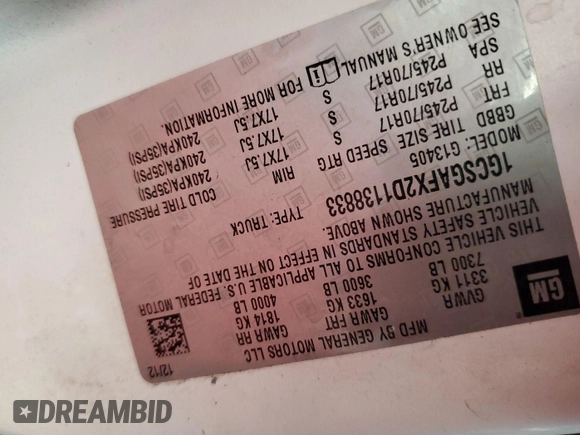 GM
MFD BY GENERAL MOTORS LLC
12/12
GVWR GAWR FRT GAWR RR
3311 KG 1633 KG 1814 KG
7300 LB 3600 LB 4000 LB
THIS VEHICLE CONFORMS TO ALL APPLICABLE U.S. FEDERAL MOTOR
VEHICLE SAFETY STANDARDS IN EFFECT ON THE DATE OF
MANUFACTURE SHOWN ABOVE.
1GCSGAFX2D1138833 TYPE: TRUCK
MODEL: G13405
GBBD TIRE SIZE SPEED RTG RIM COLD TIRE PRESSURE
FRT P245/70R17 S 17X7.5J 240KPA(35PSI)
RR P245/70R17 S 17X7.5J 240KPA(35PSI)
SPA P245/70R17 S 17X7.5J 240KPA(35PSI)
SEE OWNER'S MANUAL FOR MORE INFORMATION.
DREAMBID